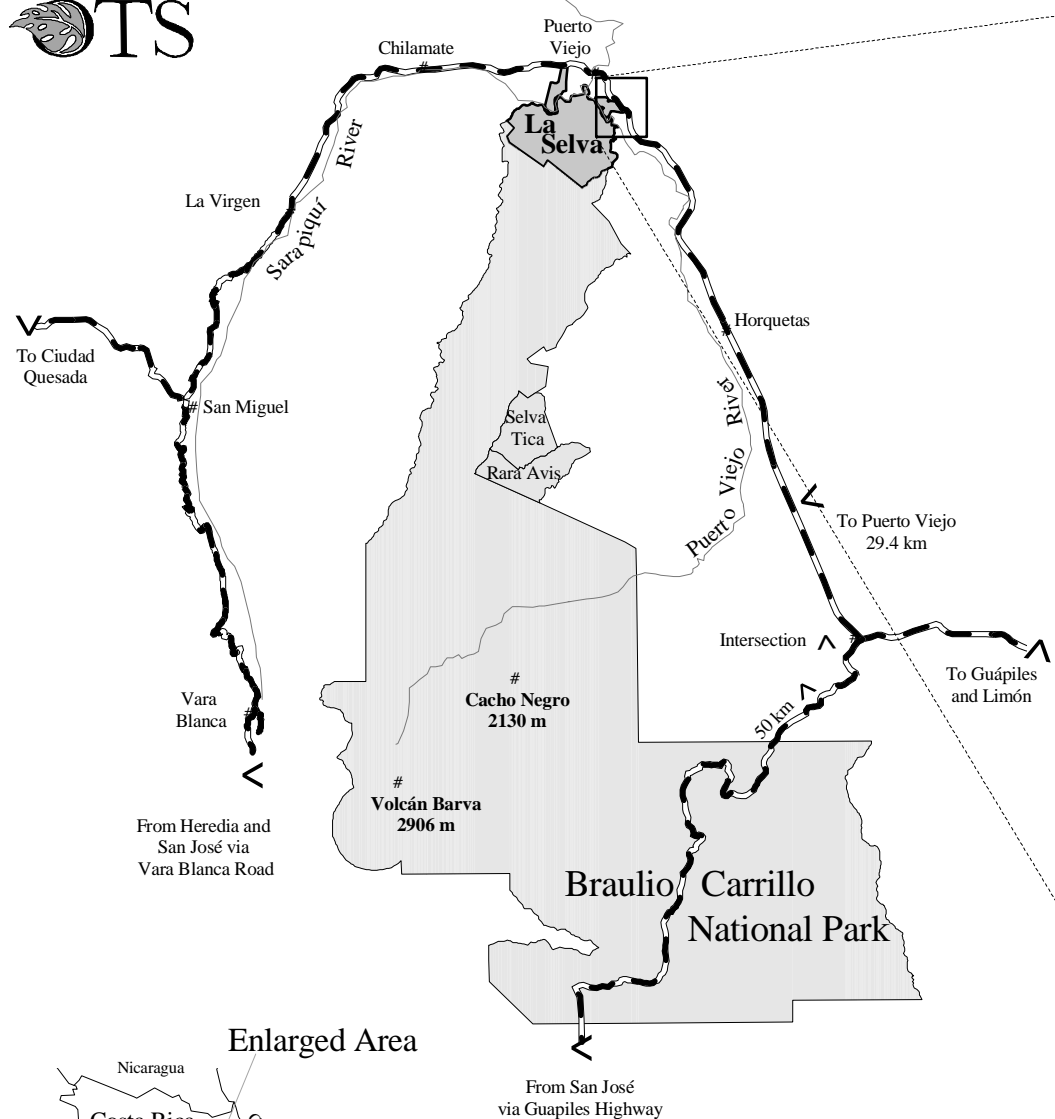 OTS
Puerto
Viejo
Chilamate
La
Selva
River
Sarapiquí
La Virgen
Horquetas
To Ciudad
Quesada
San Miguel
Selva
Tica
Rara Avis
Puerto Viejo River
To Puerto Viejo
29.4 km
Intersection
To Guápiles
and Limón
Cacho Negro
2130 m
50 km
Vara
Blanca
Volcán Barva
2906 m
From Heredia and
San José via
Vara Blanca Road
Braulio Carrillo
National Park
Enlarged Area
Nicaragua
Costa Rica
From San José
via Guapiles Highway